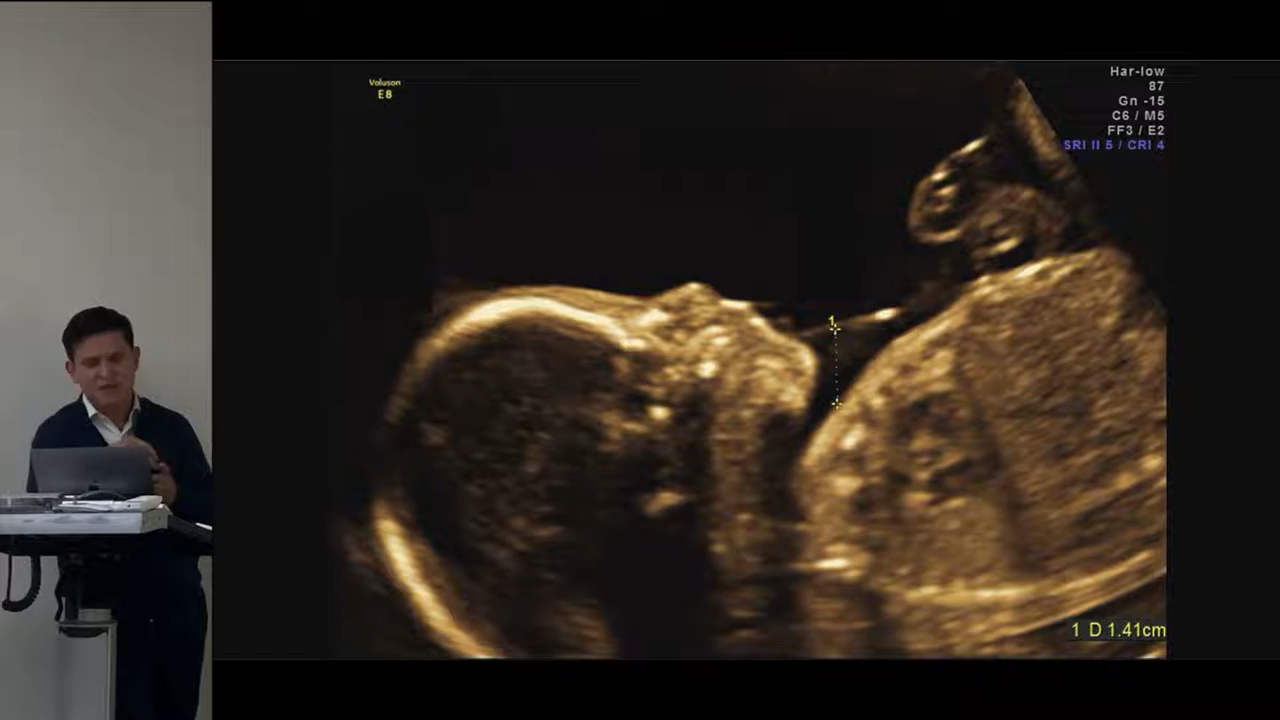 Voluson
E8
Har-low
87
Gn -15
C6 / M5
FF3 / E2
SRI II 5 / CRI 4
1
1 D 1.41cm